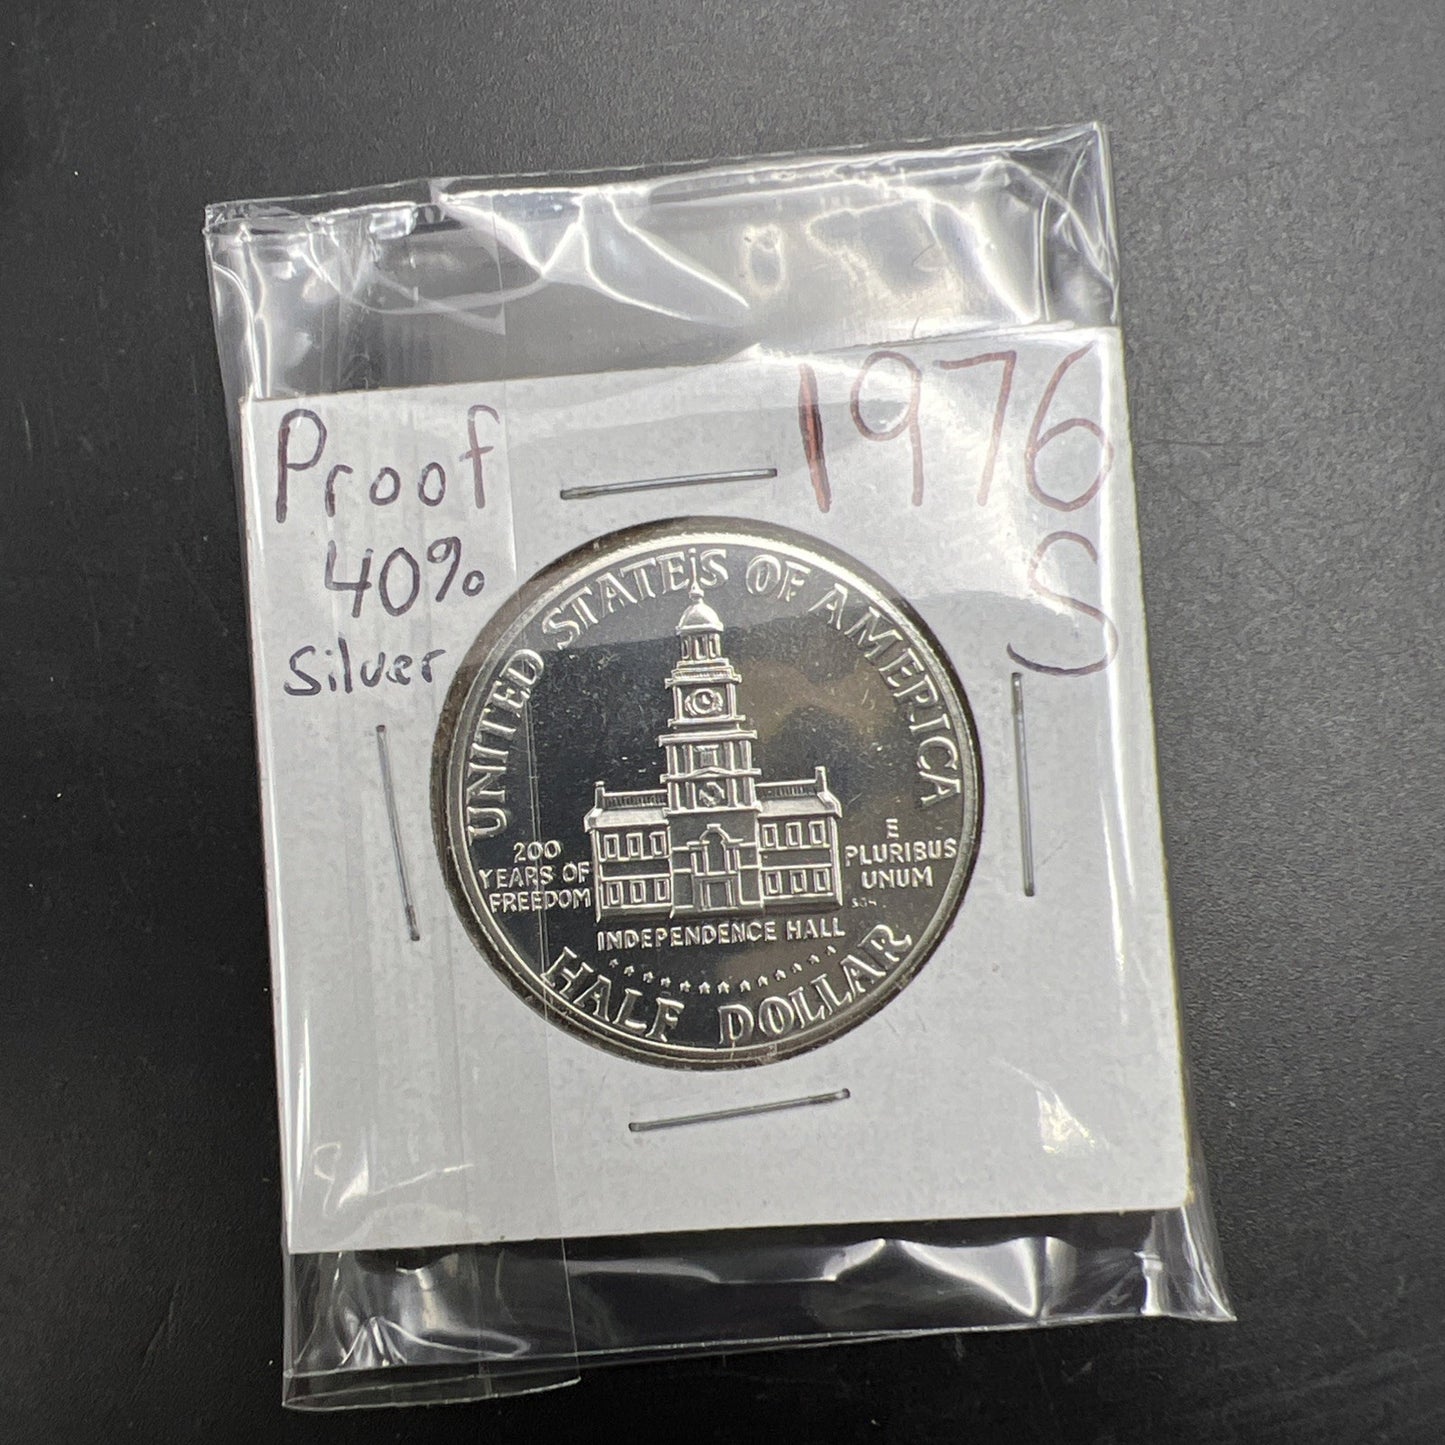 1976
S
Proof
40%
Silver
UNITED STATES OF AMERICA
200
YEARS OF
FREEDOM
E
PLURIBUS
UNUM
INDEPENDENCE HALL
HALF DOLLAR